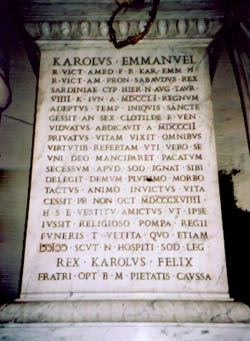 KAROLVS · EMMANVEL
R · VICT · AMED · F · R · KAR · EMM · N ·
R · VICT · AM · PRON · SABAVDVS · REX
SARDINIAE · CYP · HIER · AVG · TAVR ·
VIIII · K · IVN · A · MDCCLI · REGNVM
ADEPTVS · TEMP · INIQVIS · SANCTE
GESSIT · AN · SEX · CLOTILDE · F · VEN ·
VIDVATVS · ABDICAVIT · A · MDCCCII
PRIVATVS · VITAM · VIXIT · OMNIBVS
VIRTVTIB · REFERTAM · VTI · VERO · SE
VNI · DEO · MANCIPARET · PACATVM
SECESSVM · APVD · SOD · IGNAT · SIBI
DELEGIT · DEMVM · MORBO
TACTVS · ANIMO · INVICTVS · VITA
CESSIT · PR · NON · OCT · MDCCCXVIIII ·
H · S · E · VESTITV · AMICTVS · VT · IPSE
IVSSIT · RELIGIOSO · POMPA · REGII
FVNERIS · VETITA · QVO · ETIAM
SCVT · N · HOSPITI · SOD · LEG ·
REX · KAROLVS · FELIX
FRATRI · OPT · B · M · PIETATIS · CAVSSA